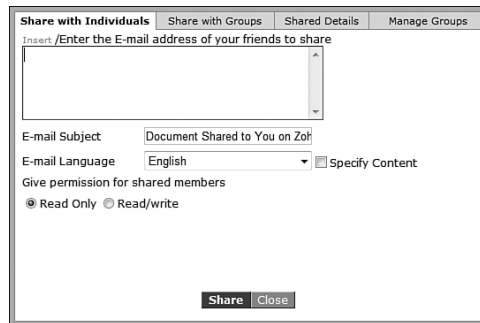 Share with Individuals Share with Groups Shared Details Manage Groups
Insert /Enter the E-mail address of your friends to share
E-mail Subject Document Shared to You on Zoh
E-mail Language English Specify Content
Give permission for shared members
Read Only Read/write
Share Close